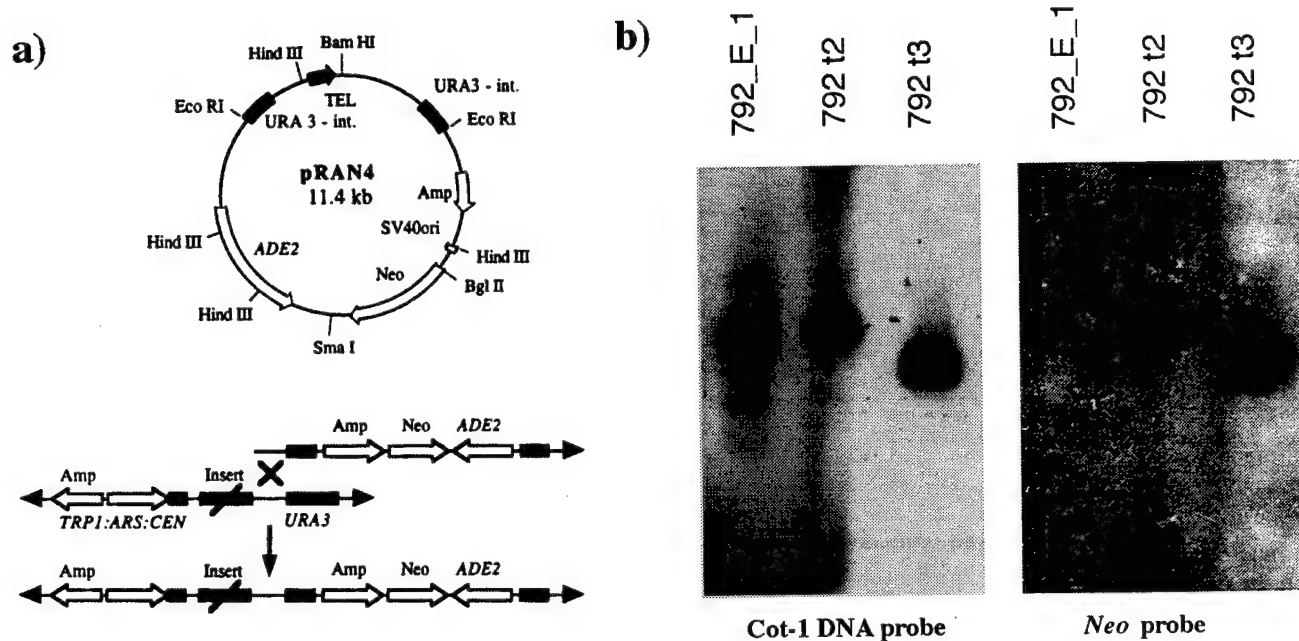 a)
Hind III
Bam HI
URA3 - int.
Eco RI
TEL
URA 3 - int.
Eco RI
pRAN4
11.4 kb
Amp
SV40ori
Hind III
ADE2
Neo
Hind III
Bgl II
Hind III
Sma I
Amp Neo ADE2
Amp Insert
TRP1:ARS:CEN URA3
Amp Insert Amp Neo ADE2
b)
792_E_1
792 t2
792 t3
792_E_1
792 t2
792 t3
Cot-1 DNA probe
Neo probe